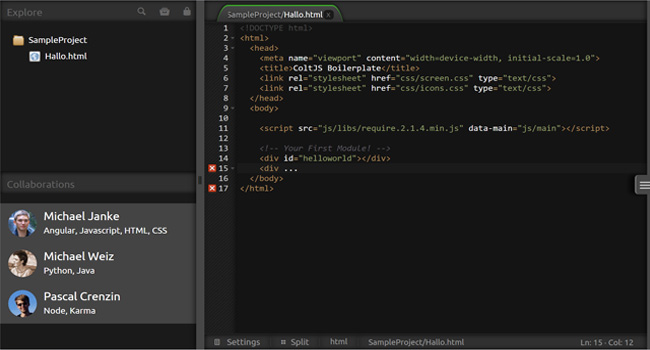 Explore
SampleProject
Hallo.html
Collaborations
Michael Janke
Angular, Javascript, HTML, CSS
Michael Weiz
Python, Java
Pascal Crenzin
Node, Karma
SampleProject/Hallo.html x
1 <!DOCTYPE html>
2 <html>
3 <head>
4 <meta name="viewport" content="width=device-width, initial-scale=1.0">
5 <title>ColtJS Boilerplate</title>
6 <link rel="stylesheet" href="css/screen.css" type="text/css">
7 <link rel="stylesheet" href="css/icons.css" type="text/css">
8 </head>
9 <body>
10
11 <script src="js/libs/require.2.1.4.min.js" data-main="js/main"></script>
12
13 <!-- Your First Module! -->
14 <div id="helloworld"></div>
15 <div ...
16 </body>
17 </html>
Settings Split html SampleProject/Hallo.html Ln: 15 - Col: 12